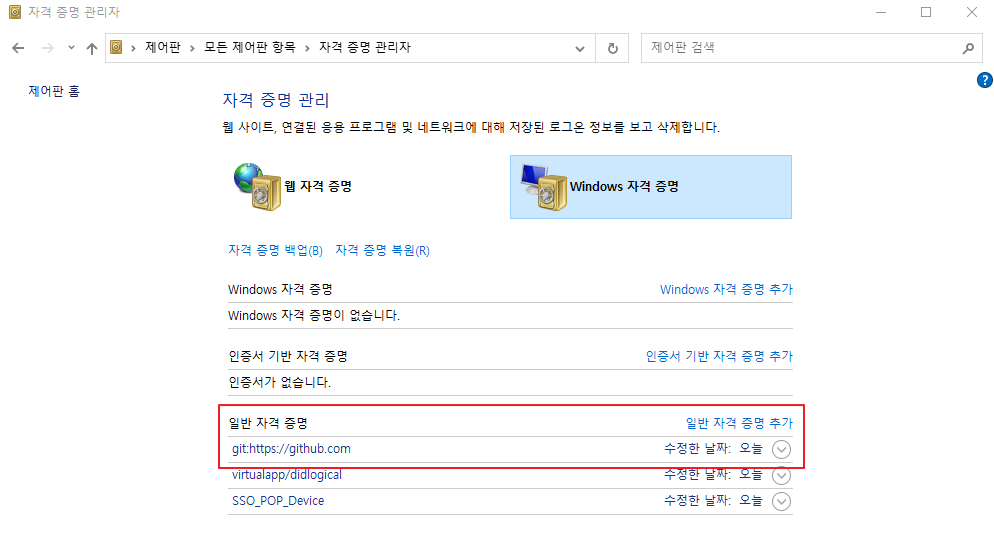 자격 증명 관리자
제어판 > 모든 제어판 항목 > 자격 증명 관리자
제어판 검색
제어판 홈
?
자격 증명 관리
웹 사이트, 연결된 응용 프로그램 및 네트워크에 대해 저장된 로그온 정보를 보고 삭제합니다.
웹 자격 증명
Windows 자격 증명
자격 증명 백업(B) 자격 증명 복원(R)
Windows 자격 증명 Windows 자격 증명 추가
Windows 자격 증명이 없습니다.
인증서 기반 자격 증명 인증서 기반 자격 증명 추가
인증서가 없습니다.
일반 자격 증명 일반 자격 증명 추가
git:https://github.com 수정한 날짜: 오늘
virtualapp/didlogical 수정한 날짜: 오늘
SSO_POP_Device 수정한 날짜: 오늘